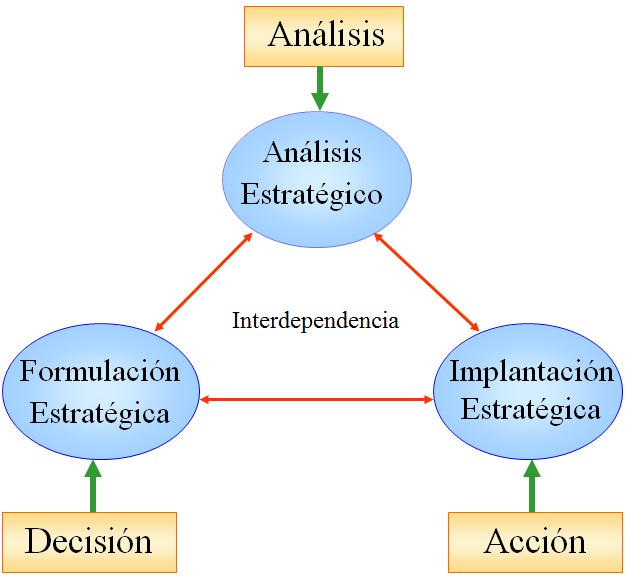 Análisis
Análisis
Estratégico
Interdependencia
Formulación
Estratégica
Implantación
Estratégica
Decisión
Acción